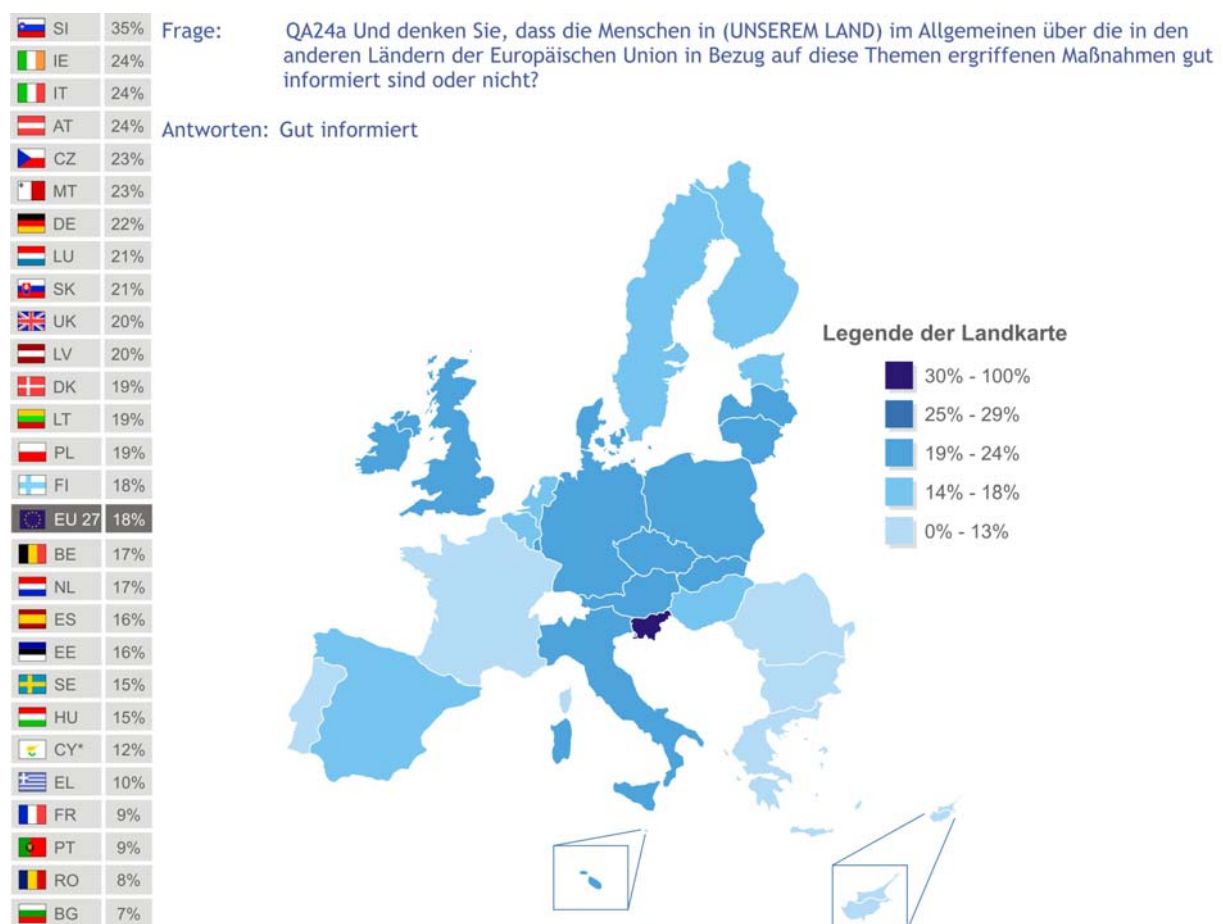 SI 35%
IE 24%
IT 24%
AT 24%
CZ 23%
MT 23%
DE 22%
LU 21%
SK 21%
UK 20%
LV 20%
DK 19%
LT 19%
PL 19%
FI 18%
EU 27 18%
BE 17%
NL 17%
ES 16%
EE 16%
SE 15%
HU 15%
CY* 12%
EL 10%
FR 9%
PT 9%
RO 8%
BG 7%
Frage: QA24a Und denken Sie, dass die Menschen in (UNSEREM LAND) im Allgemeinen über die in den
anderen Ländern der Europäischen Union in Bezug auf diese Themen ergriffenen Maßnahmen gut
informiert sind oder nicht?
Antworten: Gut informiert
Legende der Landkarte
30% - 100%
25% - 29%
19% - 24%
14% - 18%
0% - 13%